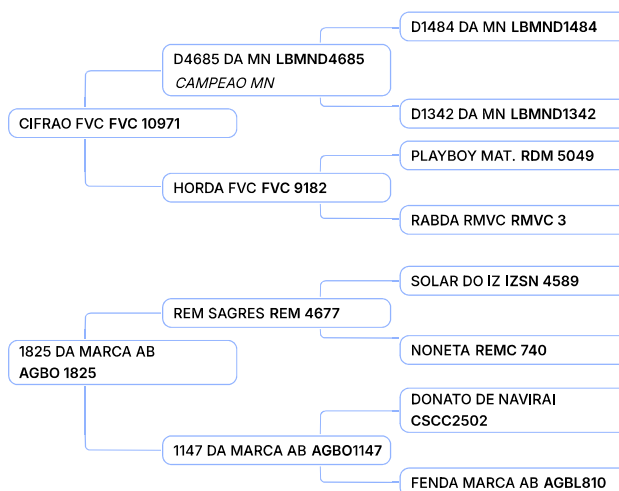 D1484 DA MN LBMND1484
D4685 DA MN LBMND4685
CAMPEAO MN
D1342 DA MN LBMND1342
CIFRAO FVC FVC 10971
PLAYBOY MAT. RDM 5049
HORDA FVC FVC 9182
RABDA RMVC RMVC 3
SOLAR DO IZ IZSN 4589
REM SAGRES REM 4677
NONETA REMC 740
1825 DA MARCA AB
AGBO 1825
DONATO DE NAVIRAI
CSCC2502
1147 DA MARCA AB AGBO1147
FENDA MARCA AB AGBL810